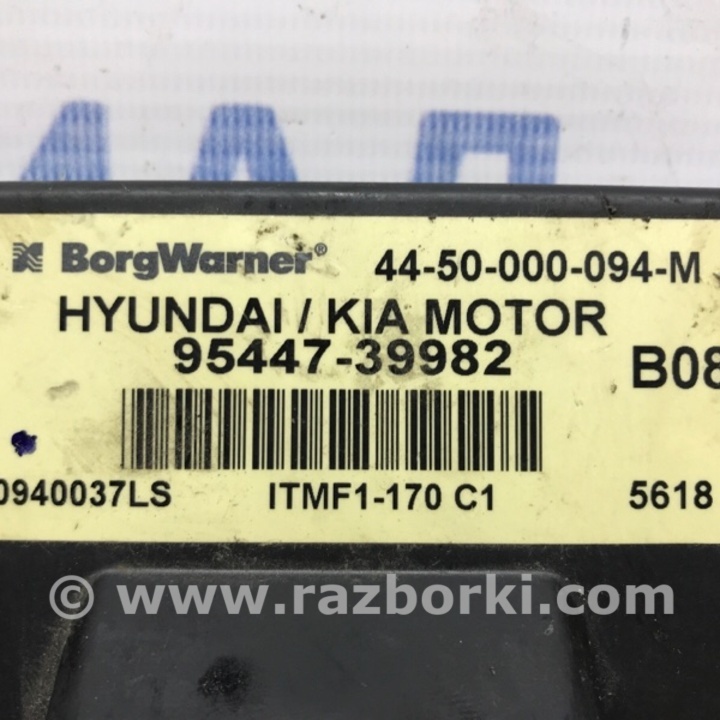 BorgWarner® 44-50-000-094-M
HYUNDAI / KIA MOTOR
95447-39982
B08
0940037LS ITMF1-170 C1 5618
© www.razborki.com